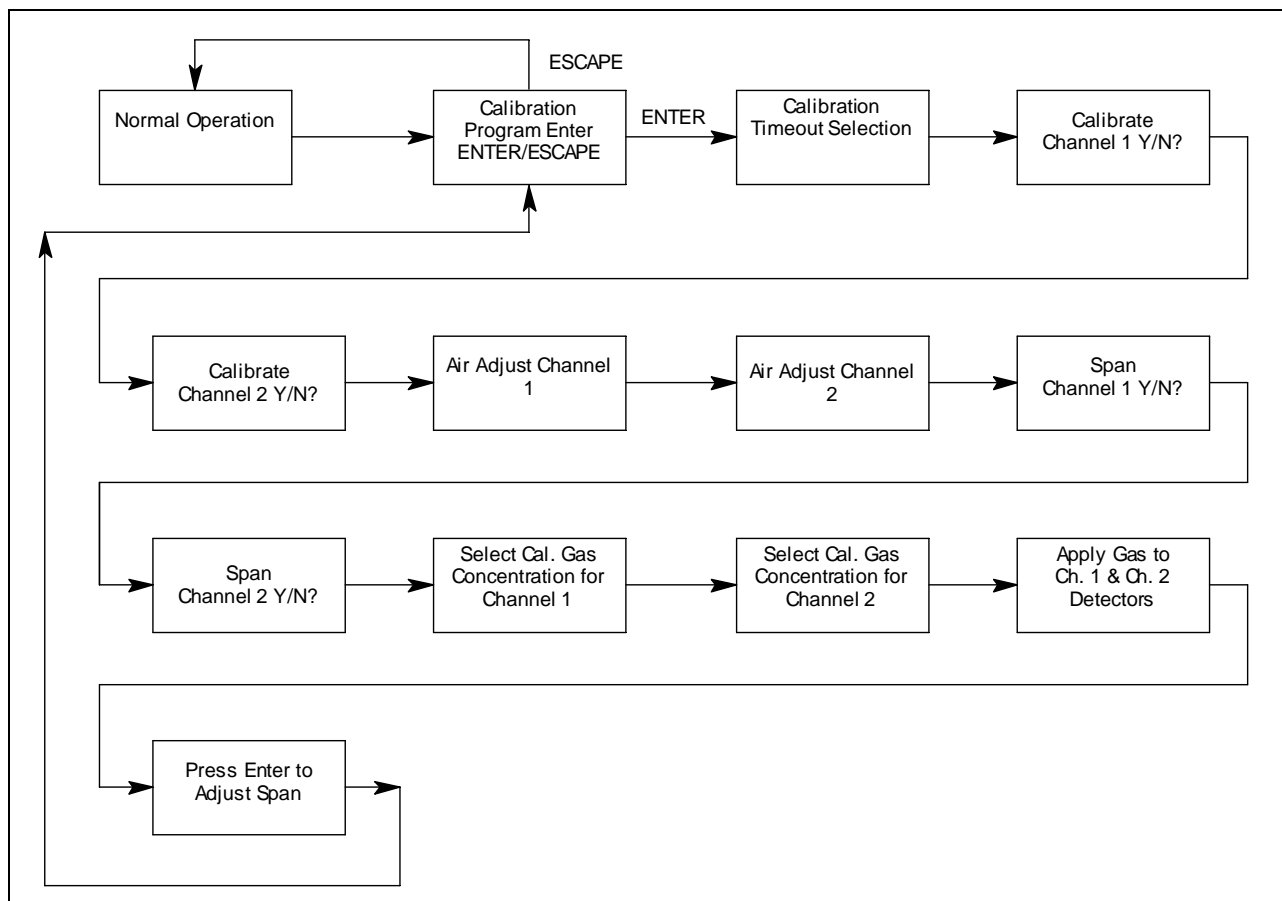 ESCAPE
Normal Operation
Calibration
Program Enter
ENTER/ESCAPE
ENTER
Calibration
Timeout Selection
Calibrate
Channel 1 Y/N?
Calibrate
Channel 2 Y/N?
Air Adjust Channel
1
Air Adjust Channel
2
Span
Channel 1 Y/N?
Span
Channel 2 Y/N?
Select Cal. Gas
Concentration for
Channel 1
Select Cal. Gas
Concentration for
Channel 2
Apply Gas to
Ch. 1 & Ch. 2
Detectors
Press Enter to
Adjust Span